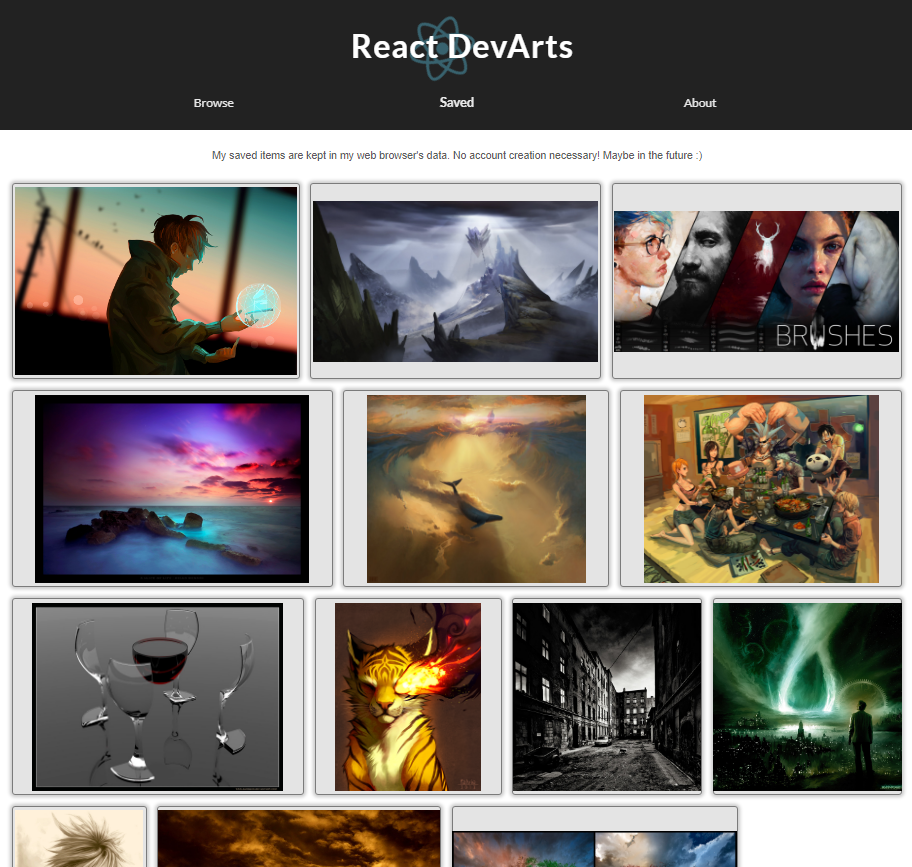 React DevArts
Browse
Saved
About
My saved items are kept in my web browser's data. No account creation necessary! Maybe in the future :)
BRUSHES